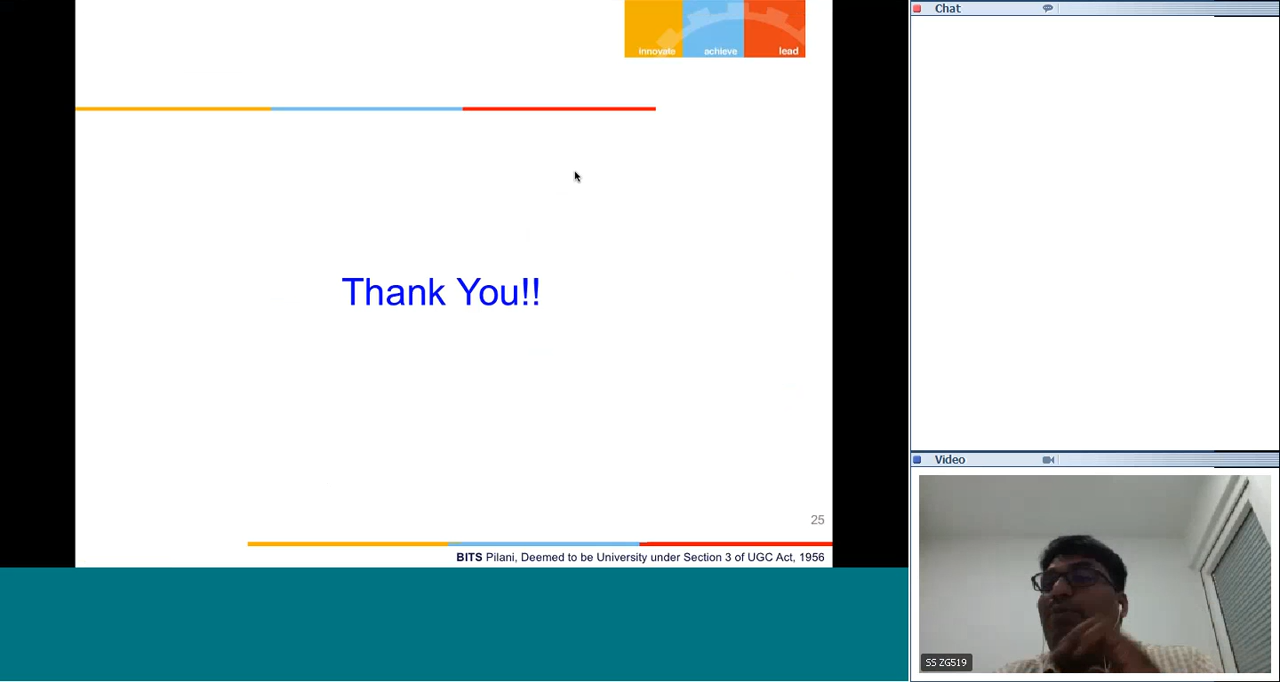 innovate achieve lead
Thank You!!
25
BITS Pilani, Deemed to be University under Section 3 of UGC Act, 1956
Chat
Video
SS ZG519